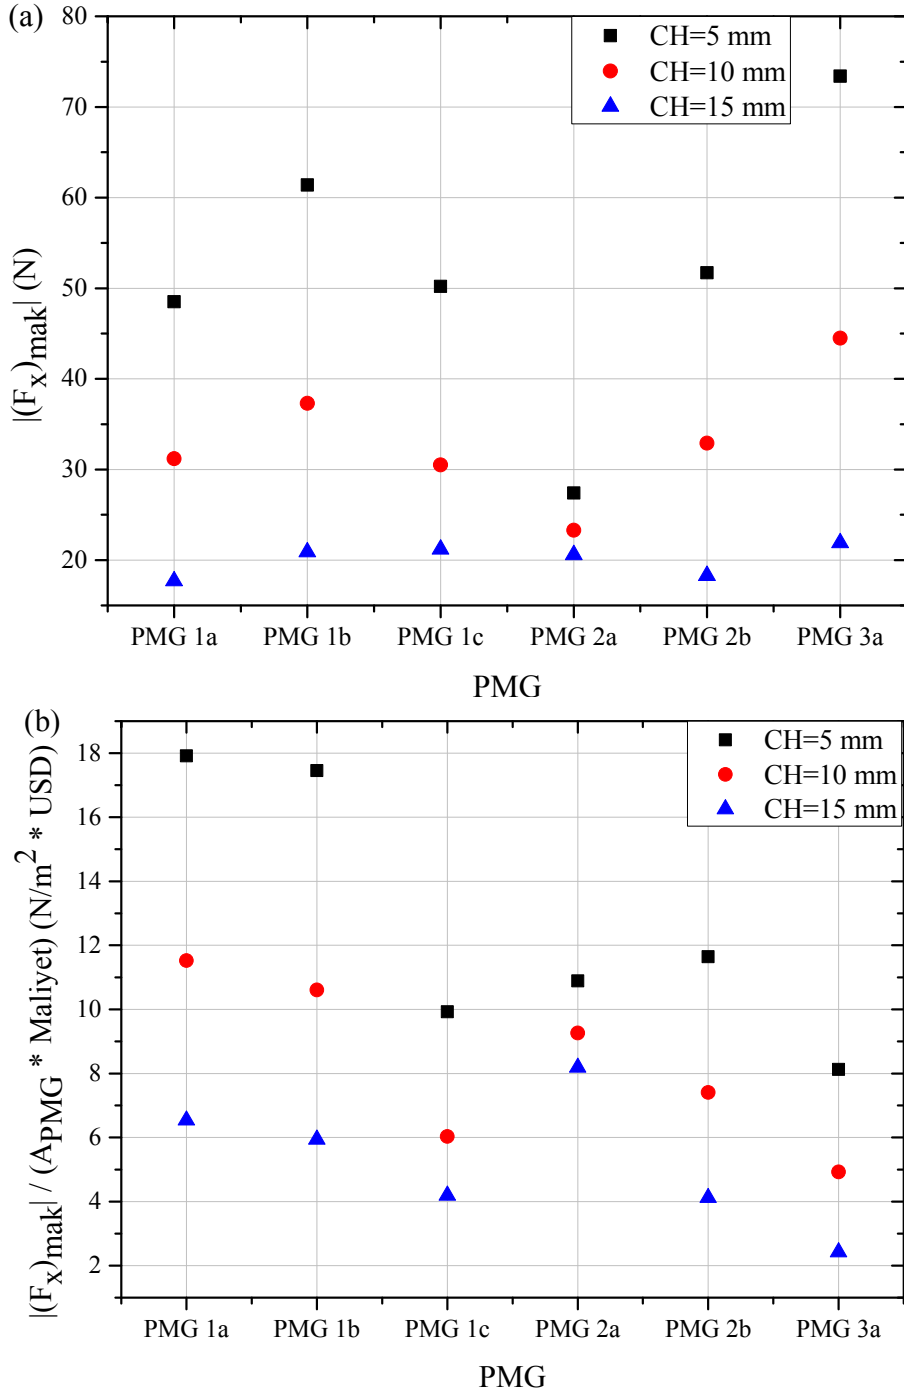 (a)
80
70
60
50
40
30
20
|(Fx)mak| (N)
CH=5 mm
CH=10 mm
CH=15 mm
PMG 1a PMG 1b PMG 1c PMG 2a PMG 2b PMG 3a
PMG
(b)
18
16
14
12
10
8
6
4
2
|(Fx)mak| / (APMG * Maliyet) (N/m² * USD)
CH=5 mm
CH=10 mm
CH=15 mm
PMG 1a PMG 1b PMG 1c PMG 2a PMG 2b PMG 3a
PMG